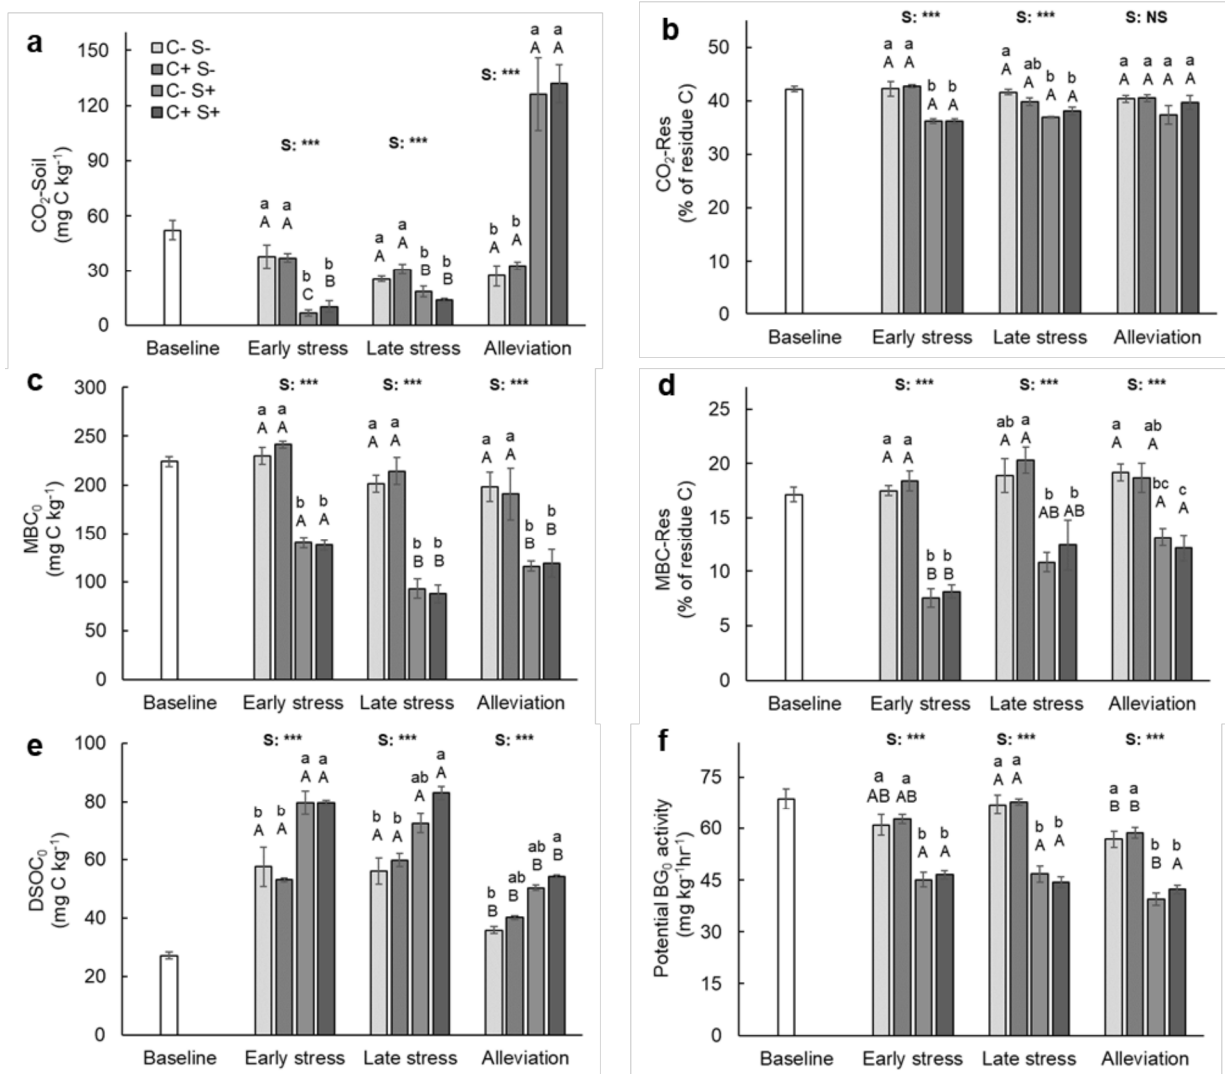 a
C- S-
C+ S-
C- S+
C+ S+
S: ***
S: ***
S: ***
150
120
90
60
30
0
CO₂-Soil
(mg C kg⁻¹)
a a b b
A A C B
a a b b
A A B B
b b a a
A A A A
Baseline Early stress Late stress Alleviation
b
S: *** S: *** S: NS
50
40
30
20
10
0
CO₂-Res
(% of residue C)
a a b b
A A A A
a ab b b
A A A A
a a a a
A A A A
Baseline Early stress Late stress Alleviation
c
S: *** S: *** S: ***
300
250
200
150
100
50
0
MBC₀
(mg C kg⁻¹)
a a b b
A A A A
a a b b
A A B B
a a b b
A A B B
Baseline Early stress Late stress Alleviation
d
S: *** S: *** S: ***
25
20
15
10
5
0
MBC-Res
(% of residue C)
a a b b
A A B B
ab a b b
A A AB AB
a ab bc c
A A A A
Baseline Early stress Late stress Alleviation
e
S: *** S: *** S: ***
100
80
60
40
20
0
DSOC₀
(mg C kg⁻¹)
b b a a
A A A A
b b ab a
A A A A
b ab ab a
B B B B
Baseline Early stress Late stress Alleviation
f
S: *** S: *** S: ***
75
60
45
30
15
0
Potential BG₀ activity
(mg kg⁻¹hr⁻¹)
a a b b
AB AB A A
a a b b
A A A A
a a b b
B B B A
Baseline Early stress Late stress Alleviation